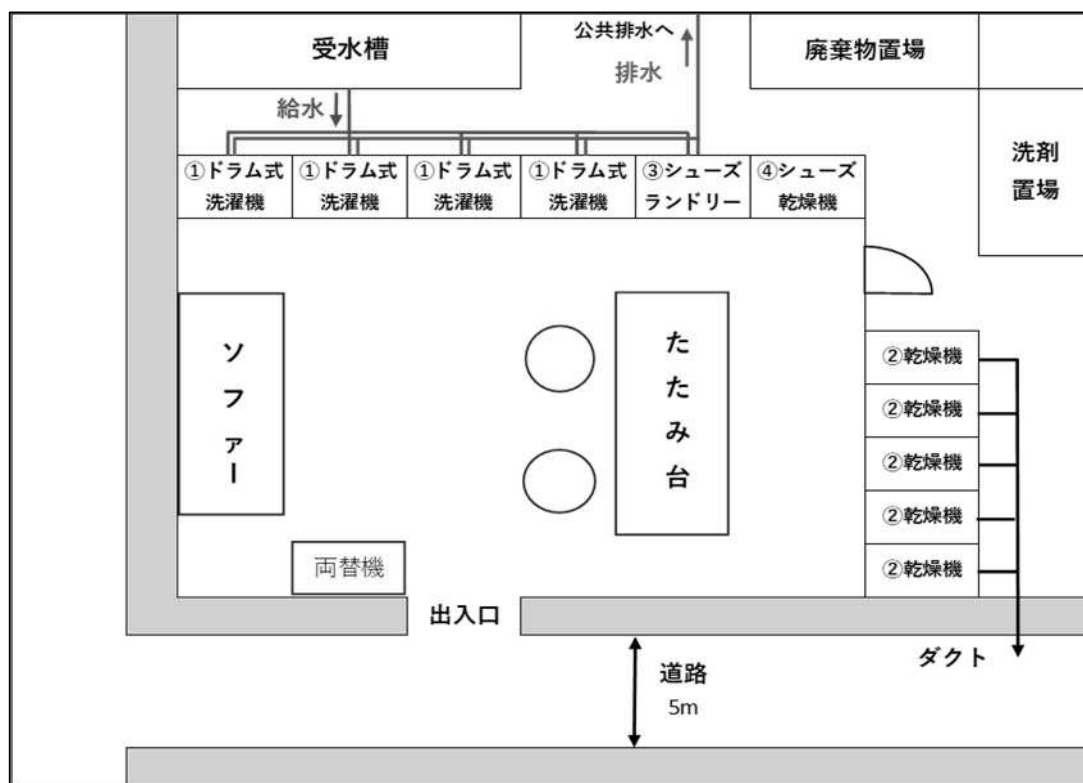 受水槽
公共排水へ
排水
廃棄物置場
給水
洗剤
置場
①ドラム式
洗濯機
①ドラム式
洗濯機
①ドラム式
洗濯機
①ドラム式
洗濯機
③シューズ
ランドリー
④シューズ
乾燥機
ソファー
たたみ台
②乾燥機
②乾燥機
②乾燥機
②乾燥機
②乾燥機
両替機
出入口
ダクト
道路
5m